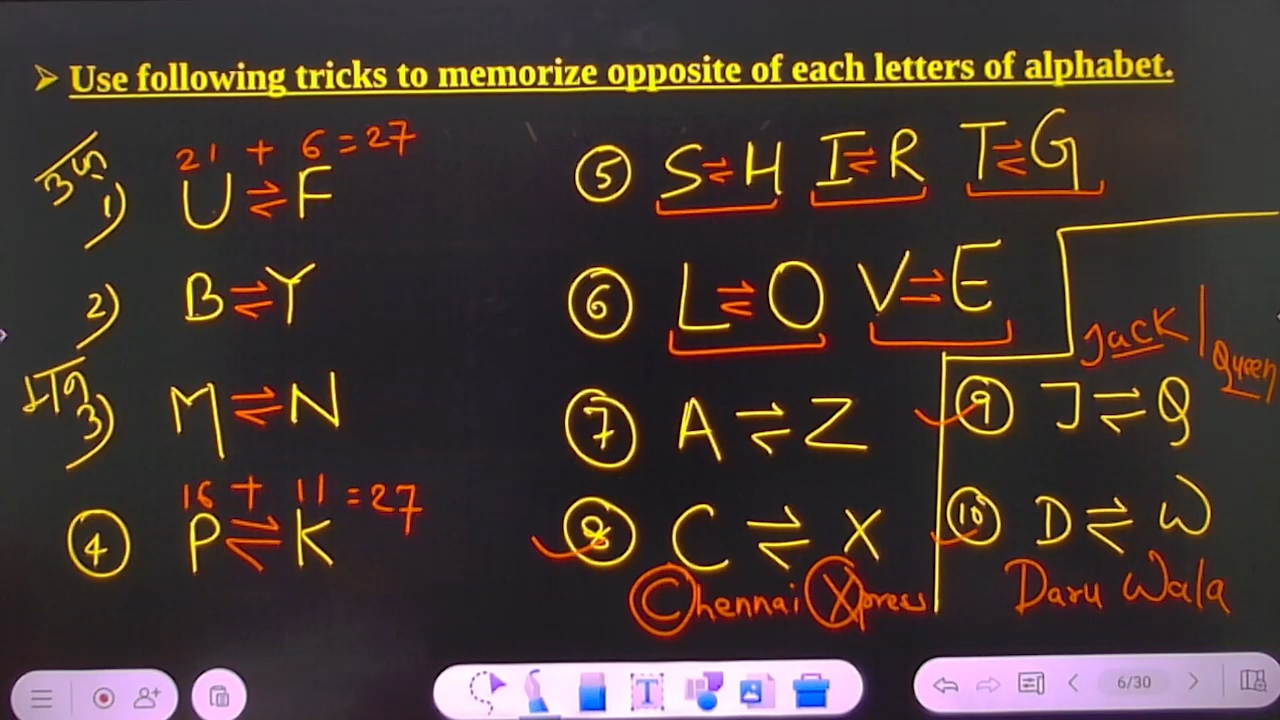 ➢ Use following tricks to memorize opposite of each letters of alphabet.
21 + 6 = 27
1) U ⇌ F
2) B ⇌ Y
3) M ⇌ N
16 + 11 = 27
④ P ⇌ K
⑤ S ⇌ H I ⇌ R T ⇌ G
⑥ L ⇌ O V ⇌ E
⑦ A ⇌ Z
⑧ C ⇌ X
Chennai Xpress
Jack / Queen
⑨ J ⇌ Q
⑩ D ⇌ W
Daru Wala
T
6/30